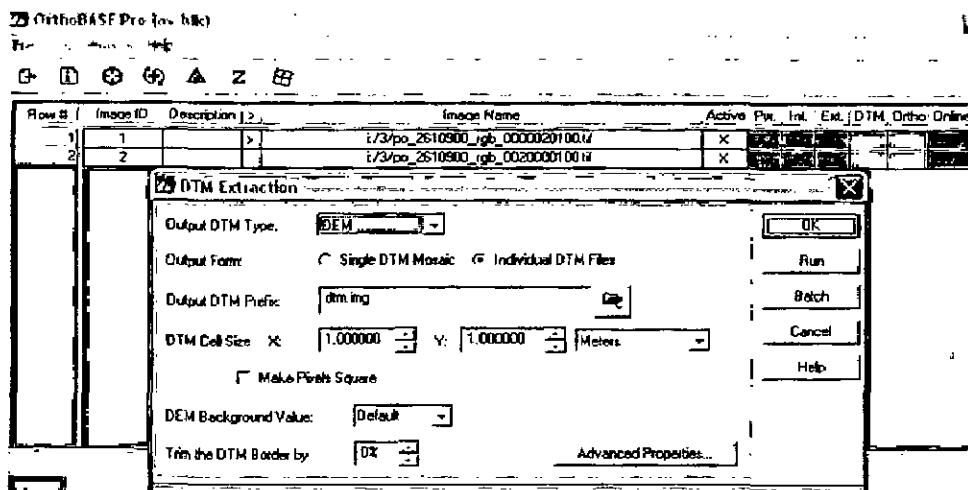 OrthoBASE Pro
Help
Z
Row # Image ID Description > Image Name Active Pyr. Int. Ext. DTM Ortho Online
1 1 > i:/3/po_2610900_rgb_0000020100.tif X
2 2 i:/3/po_2610900_rgb_0020000100.tif X
DTM Extraction
Output DTM Type: DEM OK
Output Form: Single DTM Mosaic Individual DTM Files Run
Output DTM Prefix: dtm.img Batch
DTM Cell Size X: 1.000000 Y: 1.000000 Meters Cancel
Make Pixels Square Help
DEM Background Value: Default
Trim the DTM Border by 0% Advanced Properties...